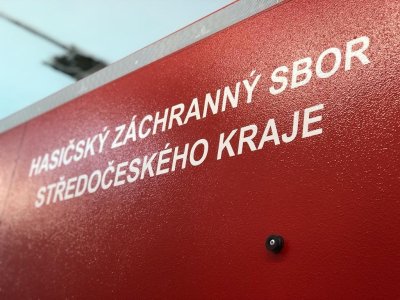 HASIČSKÝ ZÁCHRANNÝ SBOR
STŘEDOČESKÉHO KRAJE